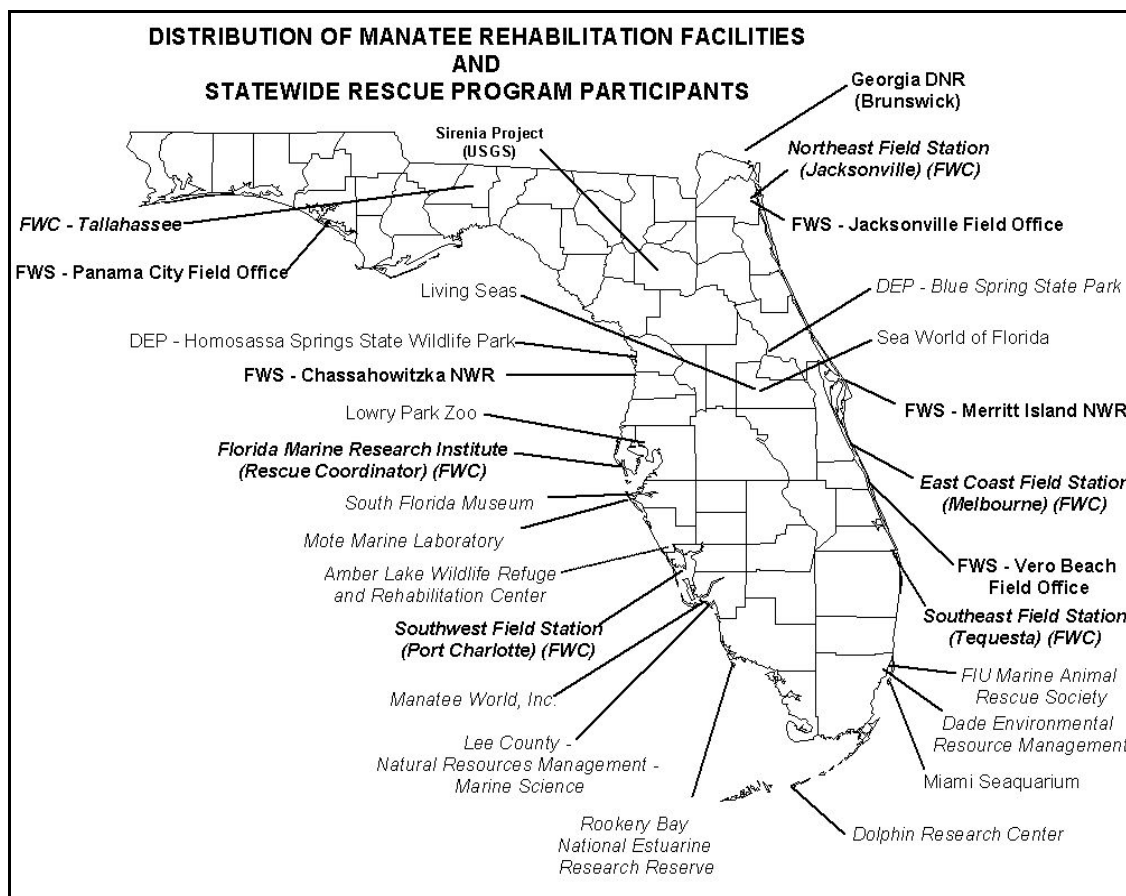 DISTRIBUTION OF MANATEE REHABILITATION FACILITIES
AND
STATEWIDE RESCUE PROGRAM PARTICIPANTS
Georgia DNR
(Brunswick)
Sirenia Project
(USGS)
Northeast Field Station
(Jacksonville) (FWC)
FWC - Tallahassee
FWS - Jacksonville Field Office
FWS - Panama City Field Office
Living Seas
DEP - Blue Spring State Park
DEP - Homosassa Springs State Wildlife Park
Sea World of Florida
FWS - Chassahowitzka NWR
FWS - Merritt Island NWR
Lowry Park Zoo
Florida Marine Research Institute
(Rescue Coordinator) (FWC)
East Coast Field Station
(Melbourne) (FWC)
South Florida Museum
Mote Marine Laboratory
FWS - Vero Beach
Field Office
Amber Lake Wildlife Refuge
and Rehabilitation Center
Southwest Field Station
(Port Charlotte) (FWC)
Southeast Field Station
(Tequesta) (FWC)
FIU Marine Animal
Rescue Society
Manatee World, Inc.
Dade Environmental
Resource Management
Lee County -
Natural Resources Management -
Marine Science
Miami Seaquarium
Rookery Bay
National Estuarine
Research Reserve
Dolphin Research Center